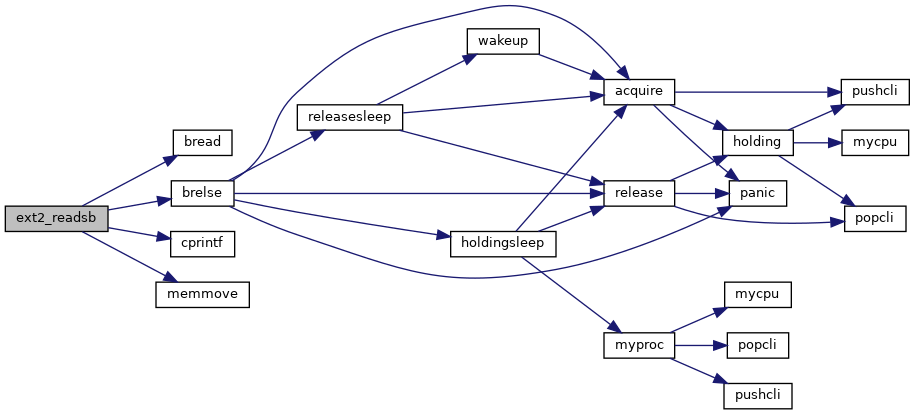 ext2_readsb
bread
brelse
cprintf
memmove
releasesleep
wakeup
holdingsleep
acquire
release
myproc
holding
panic
mycpu
popcli
pushcli
pushcli
mycpu
popcli